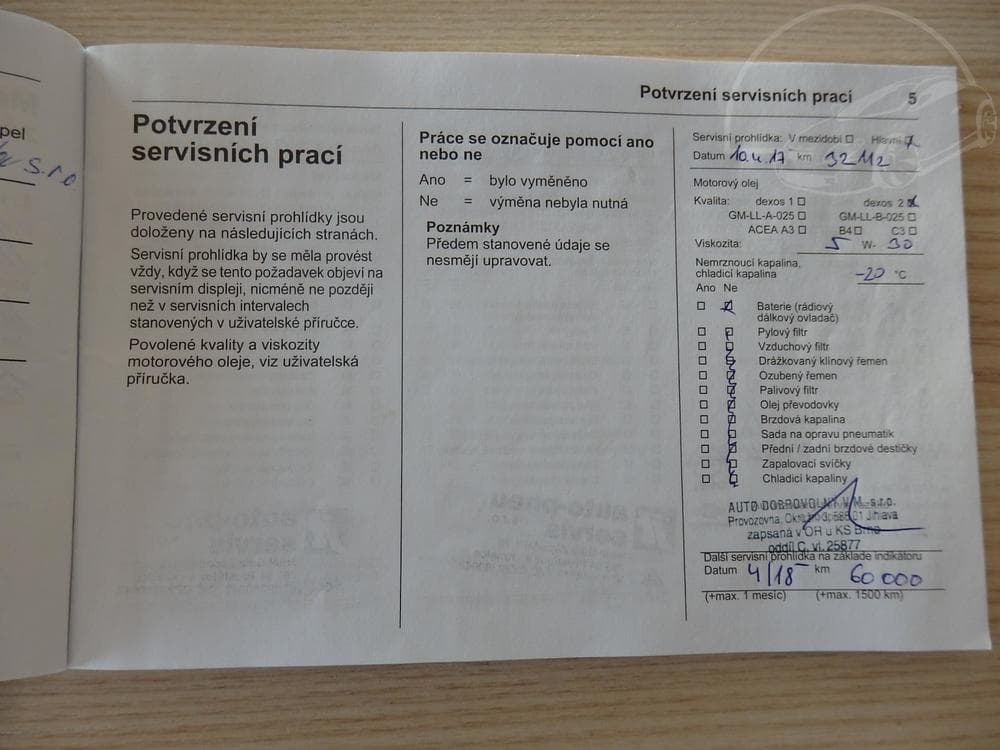 pel
s.r.o.
Potvrzení servisních prací 5
Potvrzení
servisních prací
Provedené servisní prohlídky jsou
doloženy na následujících stranách.
Servisní prohlídka by se měla provést
vždy, když se tento požadavek objeví na
servisním displeji, nicméně ne později
než v servisních intervalech
stanovených v uživatelské příručce.
Povolené kvality a viskozity
motorového oleje, viz uživatelská
příručka.
Práce se označuje pomocí ano
nebo ne
Ano = bylo vyměněno
Ne = výměna nebyla nutná
Poznámky
Předem stanovené údaje se
nesmějí upravovat.
Servisní prohlídka: V mezidobí ☐ Hlavní ☒
Datum 10.4.17 km 32112
Motorový olej
Kvalita: dexos 1 ☐ dexos 2 ☒
GM-LL-A-025 ☐ GM-LL-B-025 ☐
ACEA A3 ☐ B4 ☐ C3 ☐
Viskozita: 5 W- 30
Nemrznoucí kapalina,
chladicí kapalina -20 °C
Ano Ne
Baterie (rádiový
dálkový ovladač)
Pylový filtr
Vzduchový filtr
Drážkovaný klínový řemen
Ozubený řemen
Palivový filtr
Olej převodovky
Brzdová kapalina
Sada na opravu pneumatik
Přední / zadní brzdové destičky
Zapalovací svíčky
Chladicí kapaliny
AUTO DOBROVOLNÝ V.M. s.r.o.
Provozovna, 586 01 Jihlava
zapsaná v OR u KS Brno
oddíl C, vl. 25877
Další servisní prohlídka na základě indikátoru
Datum 4/18 km 60 000
(+max. 1 měsíc) (+max. 1500 km)